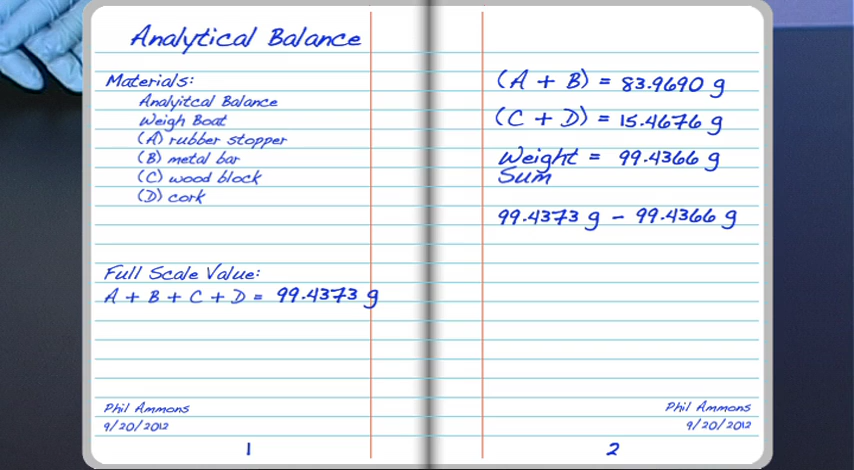 Analytical Balance
Materials:
Analyitcal Balance
Weigh Boat
(A) rubber stopper
(B) metal bar
(C) wood block
(D) cork
Full Scale Value:
A + B + C + D = 99.4373 g
Phil Ammons
9/20/2012
1
(A + B) = 83.9690 g
(C + D) = 15.4676 g
Weight = 99.4366 g
Sum
99.4373 g - 99.4366 g
Phil Ammons
9/20/2012
2